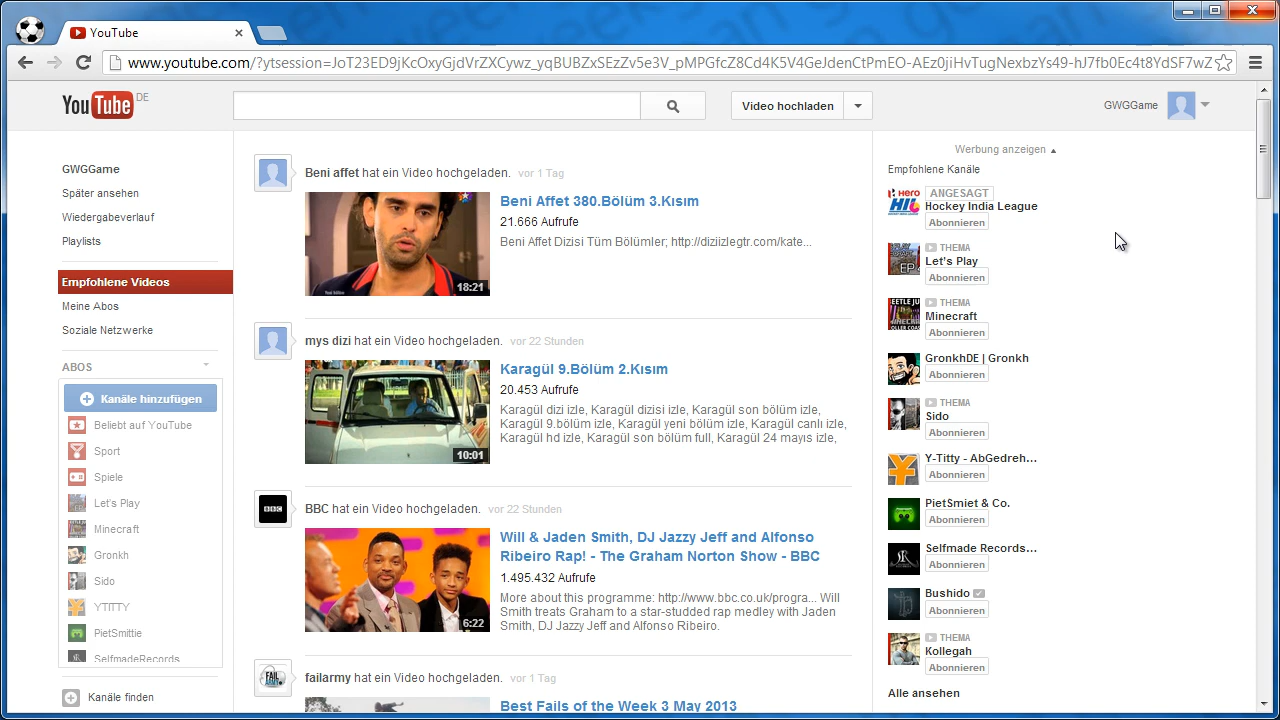 YouTube
www.youtube.com/?ytsession=JoT23ED9jKcOxyGjdVrZXCywz_yqBUBZxSEzZv5e3V_pMPGfcZ8Cd4K5V4GeJdenCtPmEO-AEz0jiHvTugNexbzYs49-hJ7fb0Ec4t8YdSF7wZ
YouTube DE
Video hochladen
GWGGame
GWGGame
Später ansehen
Wiedergabeverlauf
Playlists
Empfohlene Videos
Meine Abos
Soziale Netzwerke
ABOS
Kanäle hinzufügen
Beliebt auf YouTube
Sport
Spiele
Let's Play
Minecraft
Gronkh
Sido
YTITTY
PietSmittie
SelfmadeRecords
Kanäle finden
Beni affet hat ein Video hochgeladen. vor 1 Tag
Beni Affet 380.Bölüm 3.Kısım
21.666 Aufrufe
Beni Affet Dizisi Tüm Bölümler; http://diziizlegtr.com/kate...
18:21
mys dizi hat ein Video hochgeladen. vor 22 Stunden
Karagül 9.Bölüm 2.Kısım
20.453 Aufrufe
Karagül dizi izle, Karagül dizisi izle, Karagül son bölüm izle,
Karagül 9.bölüm izle, Karagül yeni bölüm izle, Karagül canlı izle,
Karagül hd izle, Karagül son bölüm full, Karagül 24 mayıs izle,
10:01
BBC
BBC hat ein Video hochgeladen. vor 22 Stunden
Will & Jaden Smith, DJ Jazzy Jeff and Alfonso
Ribeiro Rap! - The Graham Norton Show - BBC
1.495.432 Aufrufe
More about this programme: http://www.bbc.co.uk/progra... Will
Smith treats Graham to a star-studded rap medley with Jaden
Smith, DJ Jazzy Jeff and Alfonso Ribeiro.
6:22
FAIL
failarmy hat ein Video hochgeladen. vor 1 Tag
Best Fails of the Week 3 May 2013
Werbung anzeigen
Empfohlene Kanäle
Hero
HIL
ANGESAGT
Hockey India League
Abonnieren
THEMA
Let's Play
Abonnieren
THEMA
Minecraft
Abonnieren
GronkhDE | Gronkh
Abonnieren
THEMA
Sido
Abonnieren
Y-Titty - AbGedreh...
Abonnieren
PietSmiet & Co.
Abonnieren
Selfmade Records...
Abonnieren
Bushido
Abonnieren
THEMA
Kollegah
Abonnieren
Alle ansehen